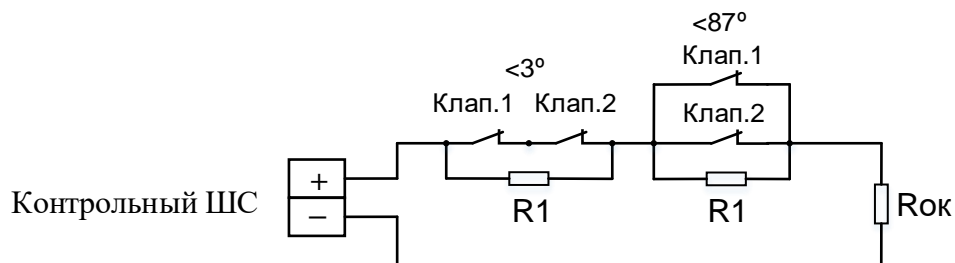 <87º
Клап.1
<3º
Клап.1 Клап.2
Клап.2
+
Контрольный ШС
−
R1
R1
Rок